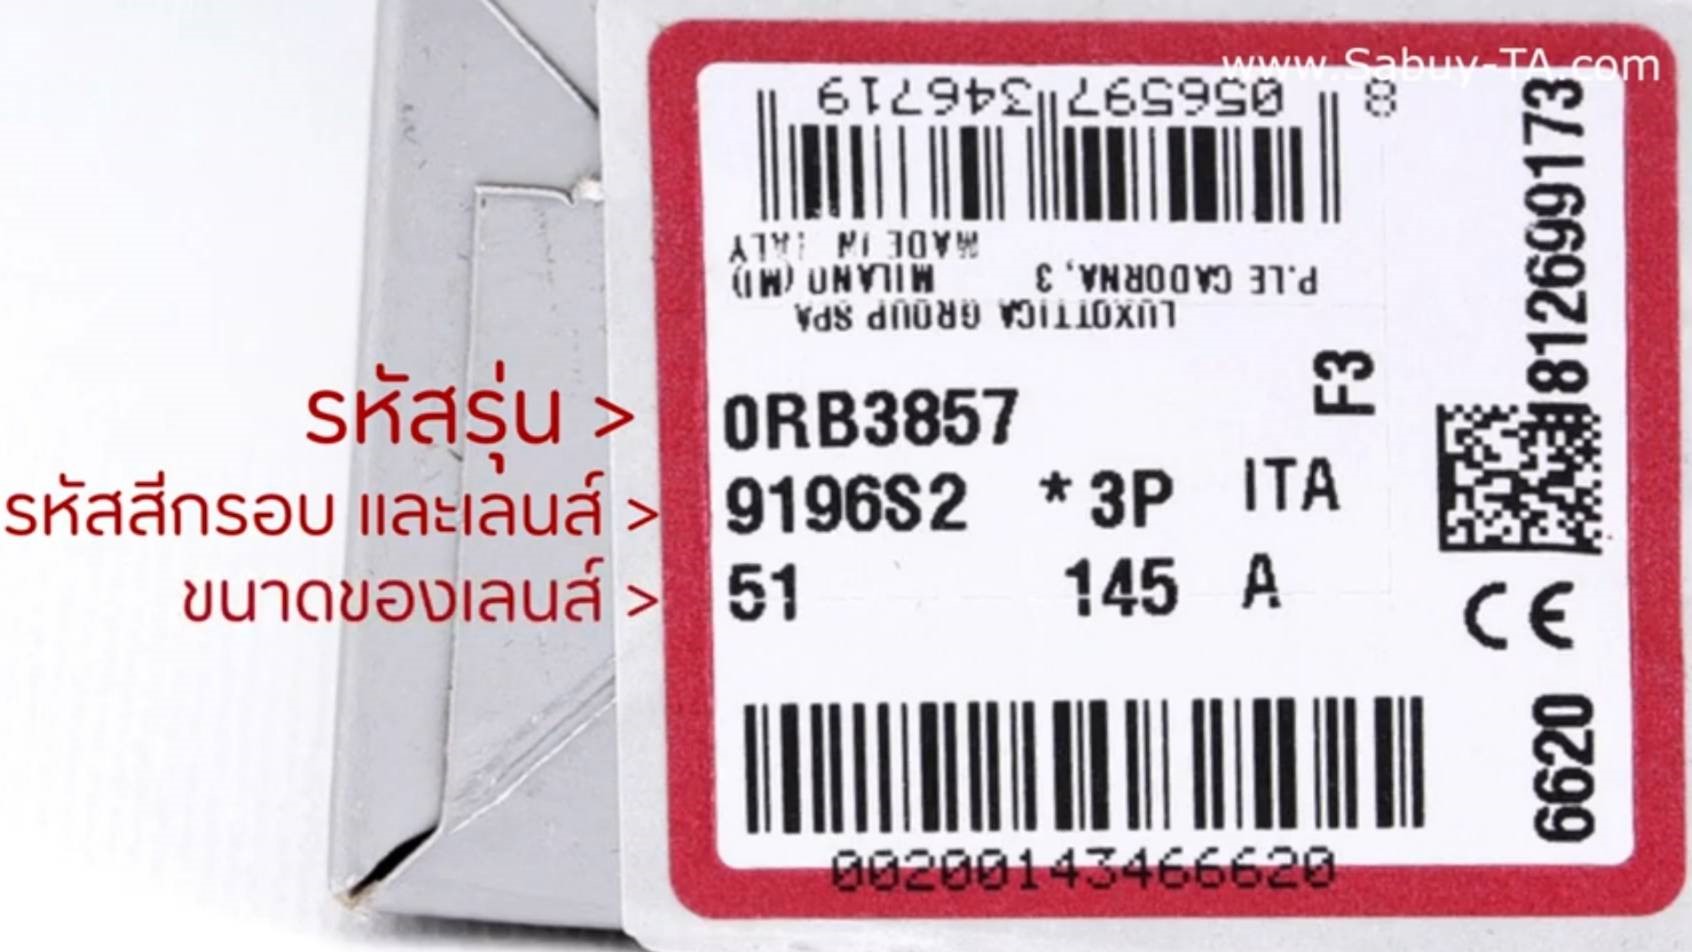 www.Sabuy-TA.com
8 056597 346719
MADE IN ITALY
P.LE CADORNA, 3 MILANO (MI)
LUXOTTICA GROUP SPA
รหัสรุ่น >
0RB3857
F3
รหัสสีกรอบ และเลนส์ >
9196S2 *3P ITA
ขนาดของเลนส์ >
51 145 A
812699173
CE
6620
00200143466620